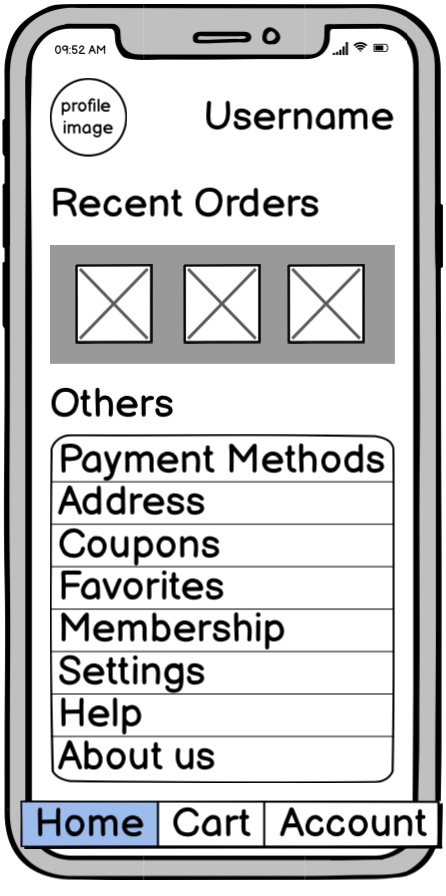 09:52 AM
profile
image
Username
Recent Orders
Others
Payment Methods
Address
Coupons
Favorites
Membership
Settings
Help
About us
Home Cart Account